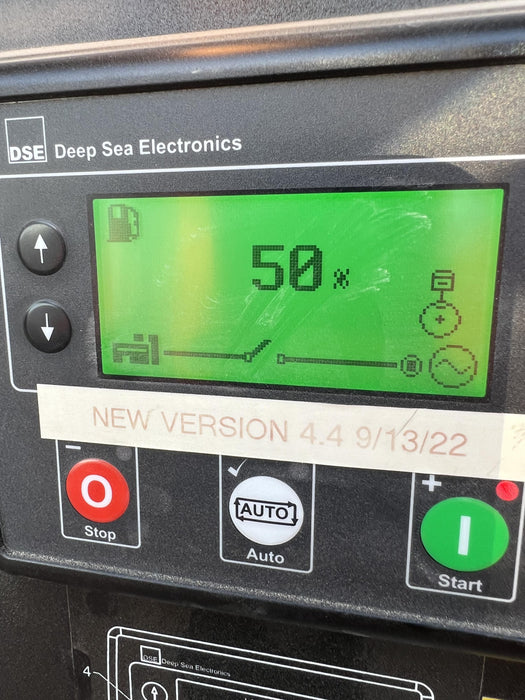 DSE Deep Sea Electronics
50%
NEW VERSION 4.4 9/13/22
O
AUTO
I
Stop
Auto
Start
DSE Deep Sea Electronics
4